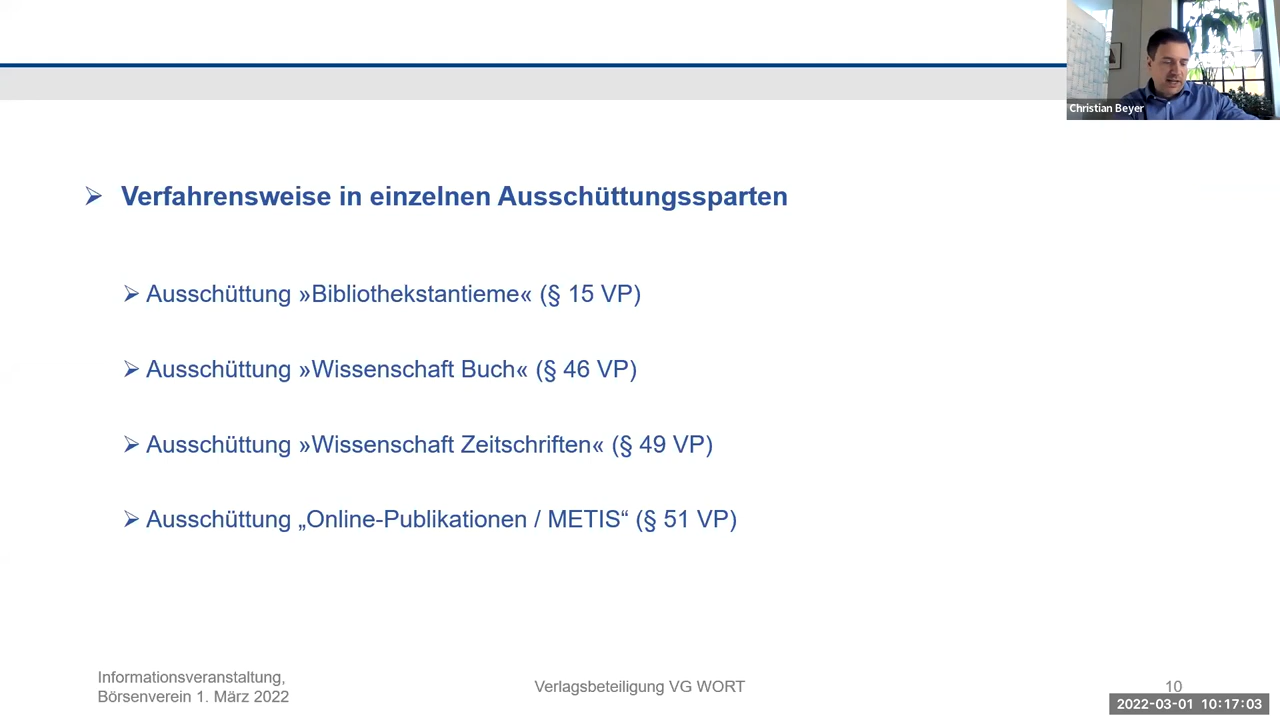 Christian Beyer
Verfahrensweise in einzelnen Ausschüttungssparten
Ausschüttung »Bibliothekstantieme« (§ 15 VP)
Ausschüttung »Wissenschaft Buch« (§ 46 VP)
Ausschüttung »Wissenschaft Zeitschriften« (§ 49 VP)
Ausschüttung „Online-Publikationen / METIS“ (§ 51 VP)
Informationsveranstaltung,
Börsenverein 1. März 2022
Verlagsbeteiligung VG WORT
10
2022-03-01 10:17:03